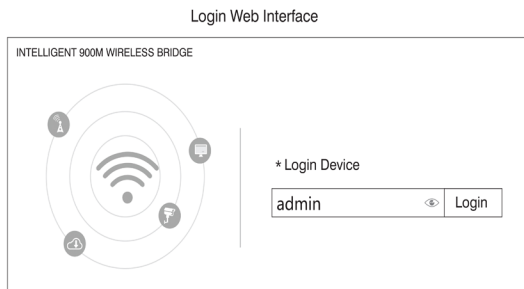 Login Web Interface
INTELLIGENT 900M WIRELESS BRIDGE
* Login Device
admin Login